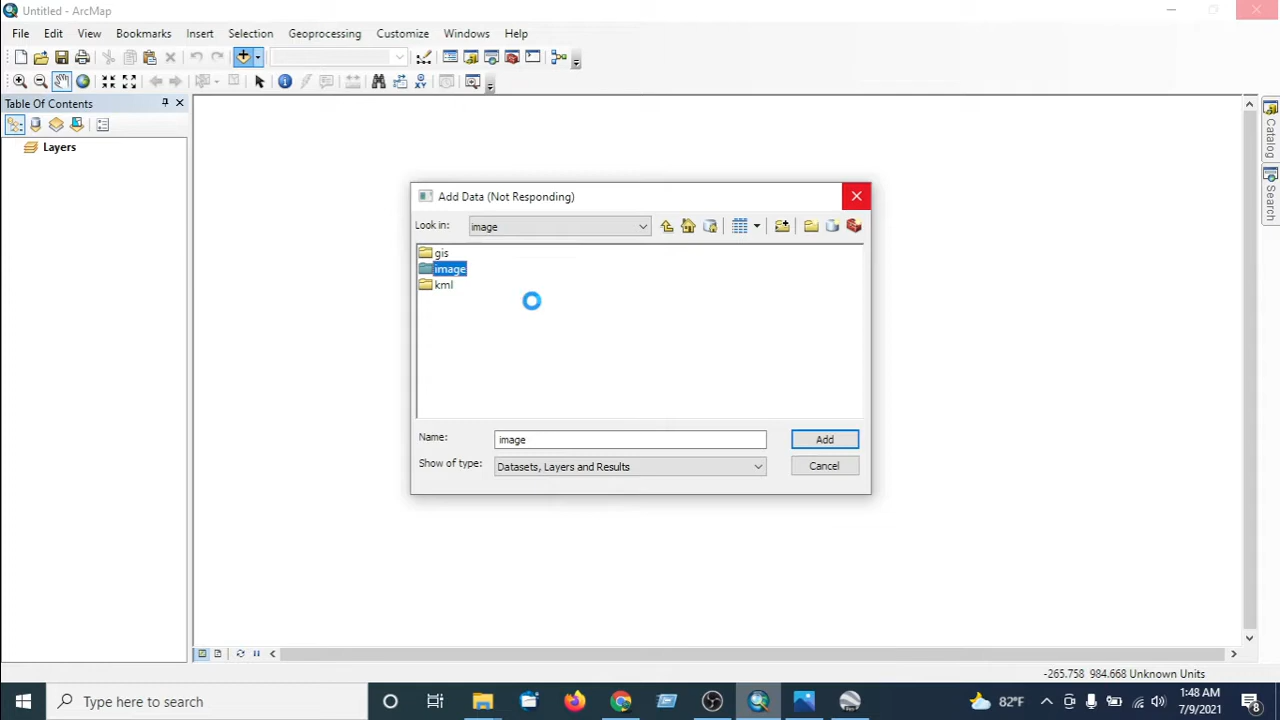 Untitled - ArcMap
File Edit View Bookmarks Insert Selection Geoprocessing Customize Windows Help
Table Of Contents
Layers
Add Data (Not Responding)
Look in: image
gis
image
kml
Name: image
Add
Show of type: Datasets, Layers and Results
Cancel
Catalog
Search
-265.758 984.668 Unknown Units
Type here to search
82°F
1:48 AM
7/9/2021
8